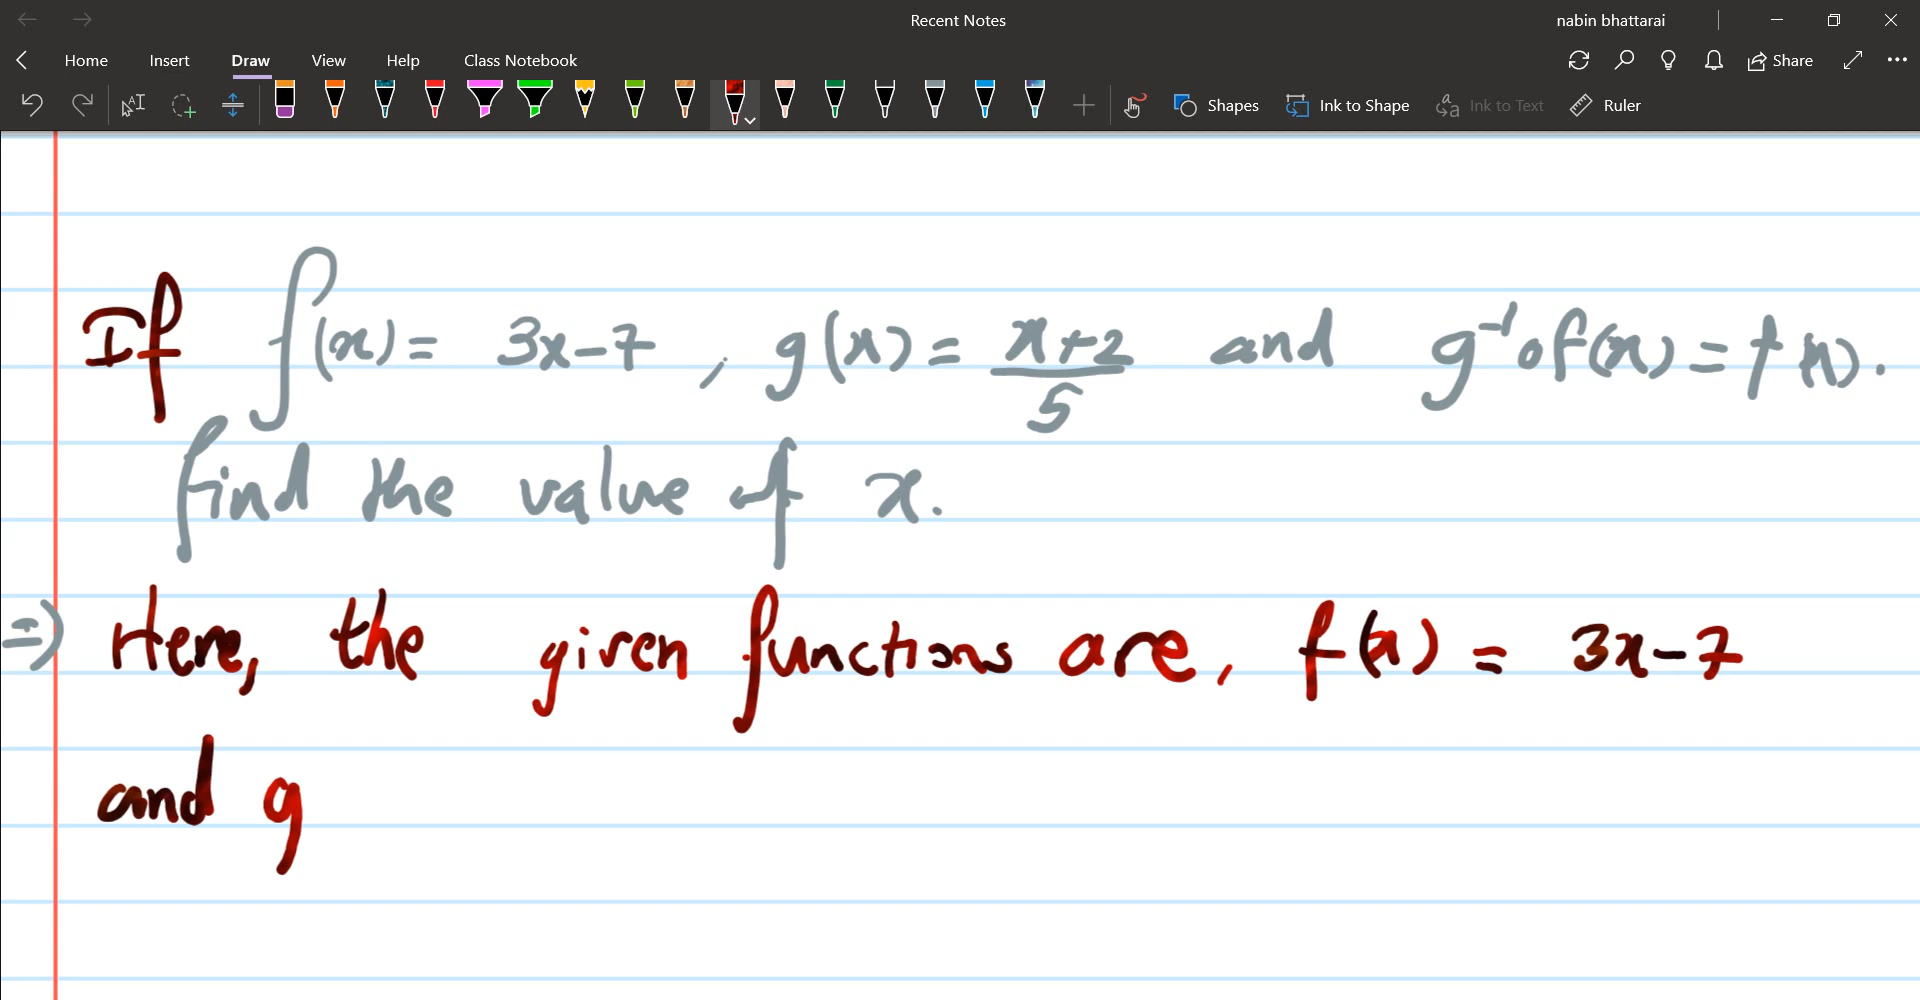 Recent Notes nabin bhattarai
Home Insert Draw View Help Class Notebook Share
Shapes Ink to Shape Ink to Text Ruler
If f(x) = 3x-7 , g(x) = x+2/5 and g⁻¹of(x) = f(x).
find the value of x.
=) Here, the given functions are, f(x) = 3x-7
and g